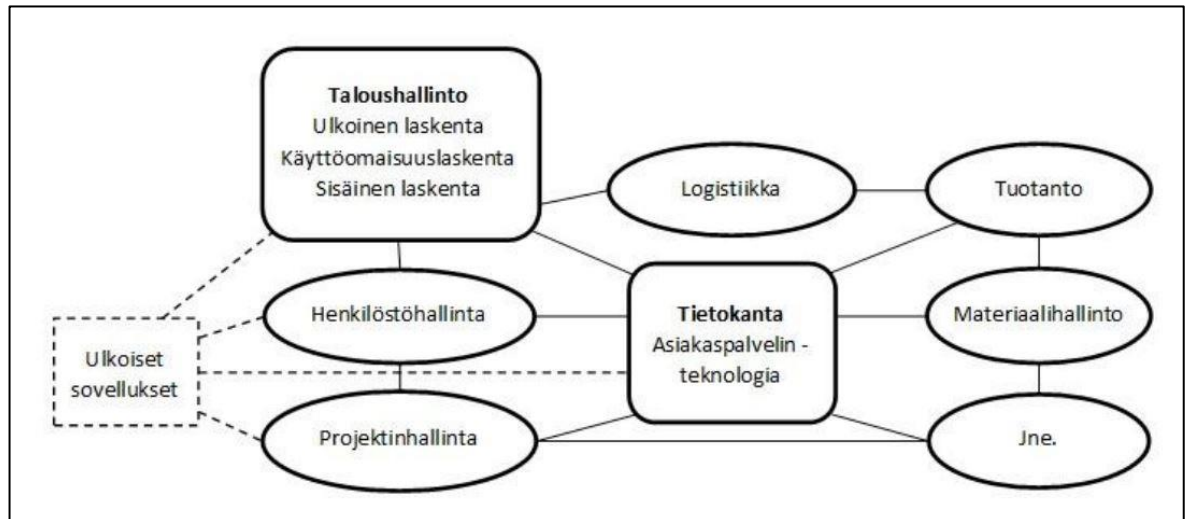 Taloushallinto
Ulkoinen laskenta
Käyttöomaisuuslaskenta
Sisäinen laskenta
Logistiikka
Tuotanto
Henkilöstöhallinta
Tietokanta
Asiakaspalvelin -
teknologia
Materiaalihallinto
Ulkoiset
sovellukset
Projektinhallinta
Jne.